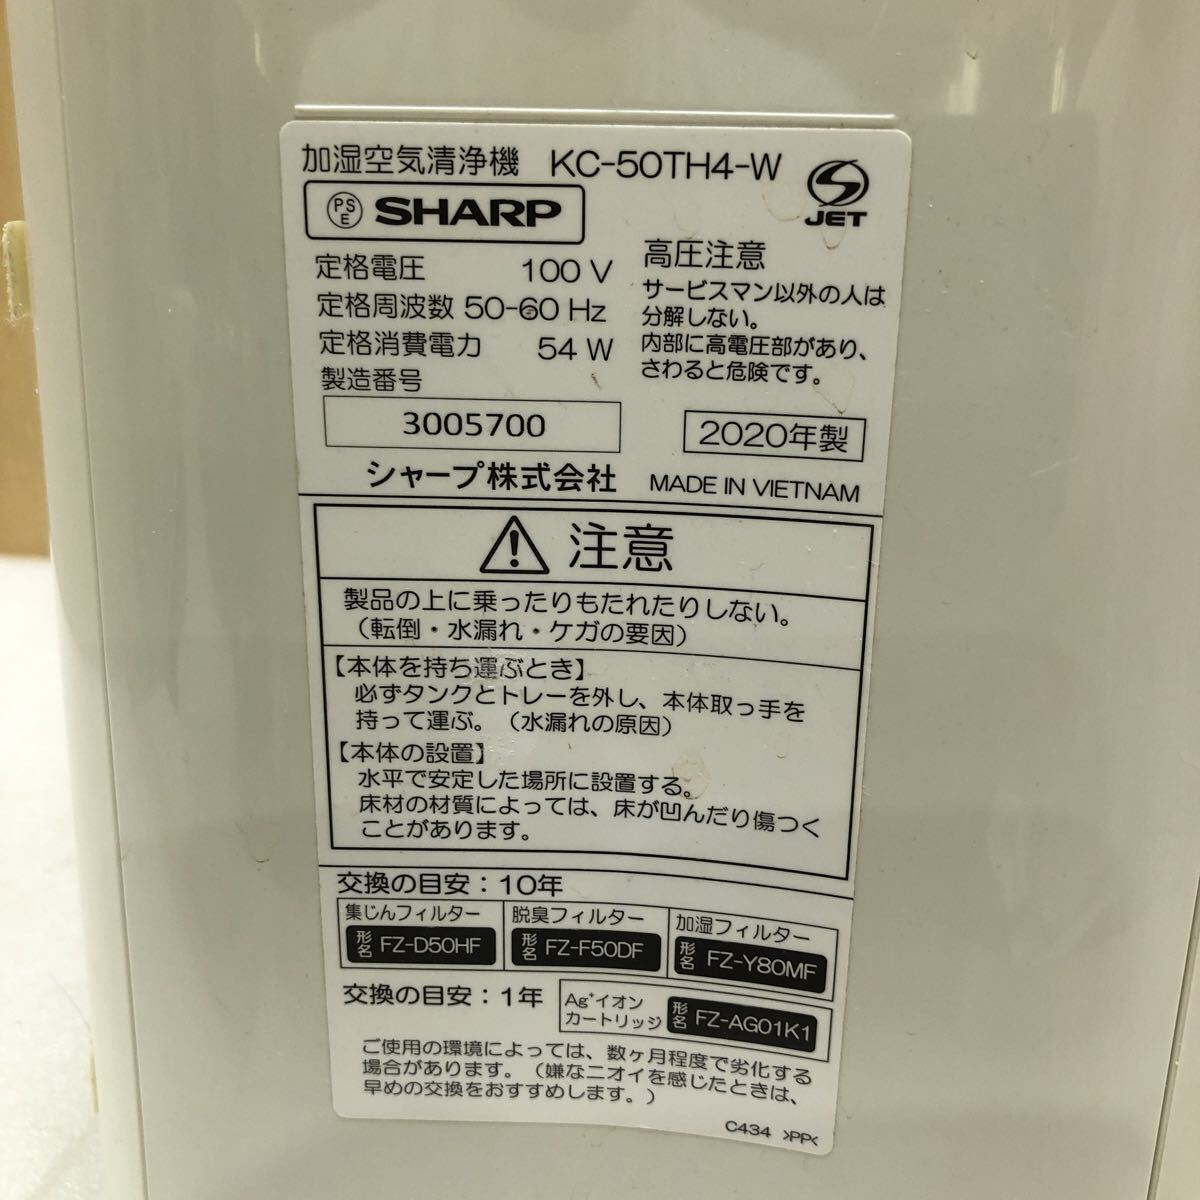 加湿空気清浄機 KC-50TH4-W
PS E SHARP
JET
定格電圧 100 V
定格周波数 50-60 Hz
定格消費電力 54 W
製造番号
3005700
高圧注意
サービスマン以外の人は
分解しない。
内部に高電圧部があり、
さわると危険です。
2020年製
シャープ株式会社 MADE IN VIETNAM
注意
製品の上に乗ったりもたれたりしない。
（転倒・水漏れ・ケガの要因）
【本体を持ち運ぶとき】
必ずタンクとトレーを外し、本体取っ手を
持って運ぶ。（水漏れの原因）
【本体の設置】
水平で安定した場所に設置する。
床材の材質によっては、床が凹んだり傷つく
ことがあります。
交換の目安：10年
集じんフィルター
形名 FZ-D50HF
脱臭フィルター
形名 FZ-F50DF
加湿フィルター
形名 FZ-Y80MF
交換の目安：1年
Ag⁺イオン
カートリッジ
形名 FZ-AG01K1
ご使用の環境によっては、数ヶ月程度で劣化する
場合があります。（嫌なニオイを感じたときは、
早めの交換をおすすめします。）
C434 >PP<